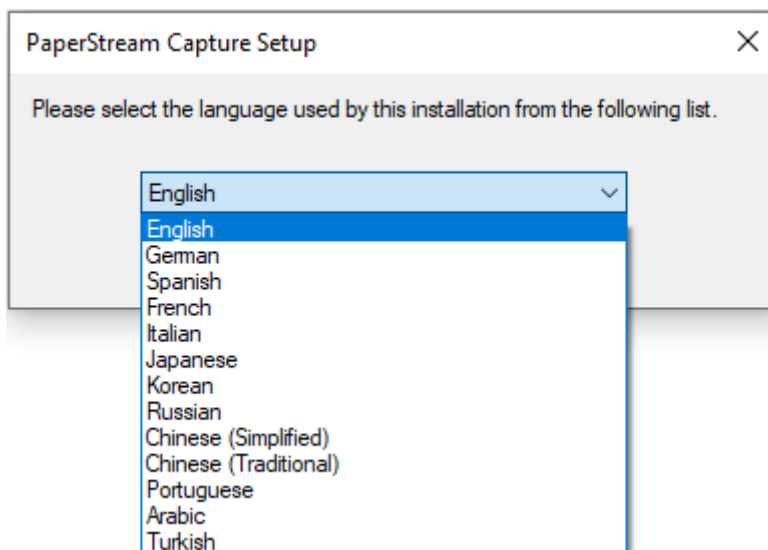 PaperStream Capture Setup
Please select the language used by this installation from the following list.
English
English
German
Spanish
French
Italian
Japanese
Korean
Russian
Chinese (Simplified)
Chinese (Traditional)
Portuguese
Arabic
Turkish